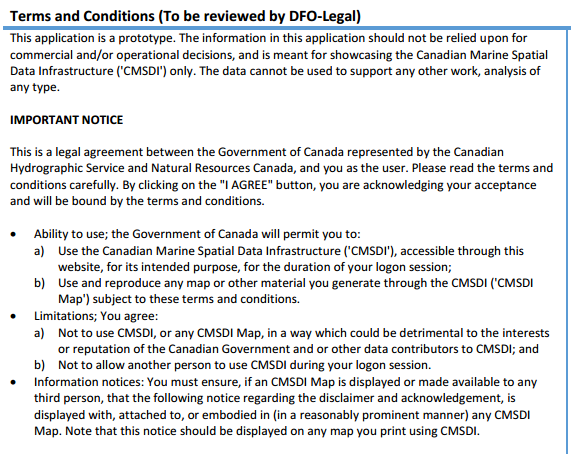 Terms and Conditions (To be reviewed by DFO-Legal)
This application is a prototype. The information in this application should not be relied upon for
commercial and/or operational decisions, and is meant for showcasing the Canadian Marine Spatial
Data Infrastructure ('CMSDI') only. The data cannot be used to support any other work, analysis of
any type.
IMPORTANT NOTICE
This is a legal agreement between the Government of Canada represented by the Canadian
Hydrographic Service and Natural Resources Canada, and you as the user. Please read the terms and
conditions carefully. By clicking on the "I AGREE" button, you are acknowledging your acceptance
and will be bound by the terms and conditions.
• Ability to use; the Government of Canada will permit you to:
a) Use the Canadian Marine Spatial Data Infrastructure ('CMSDI'), accessible through this
website, for its intended purpose, for the duration of your logon session;
b) Use and reproduce any map or other material you generate through the CMSDI ('CMSDI
Map') subject to these terms and conditions.
• Limitations; You agree:
a) Not to use CMSDI, or any CMSDI Map, in a way which could be detrimental to the interests
or reputation of the Canadian Government and or other data contributors to CMSDI; and
b) Not to allow another person to use CMSDI during your logon session.
• Information notices: You must ensure, if an CMSDI Map is displayed or made available to any
third person, that the following notice regarding the disclaimer and acknowledgement, is
displayed with, attached to, or embodied in (in a reasonably prominent manner) any CMSDI
Map. Note that this notice should be displayed on any map you print using CMSDI.